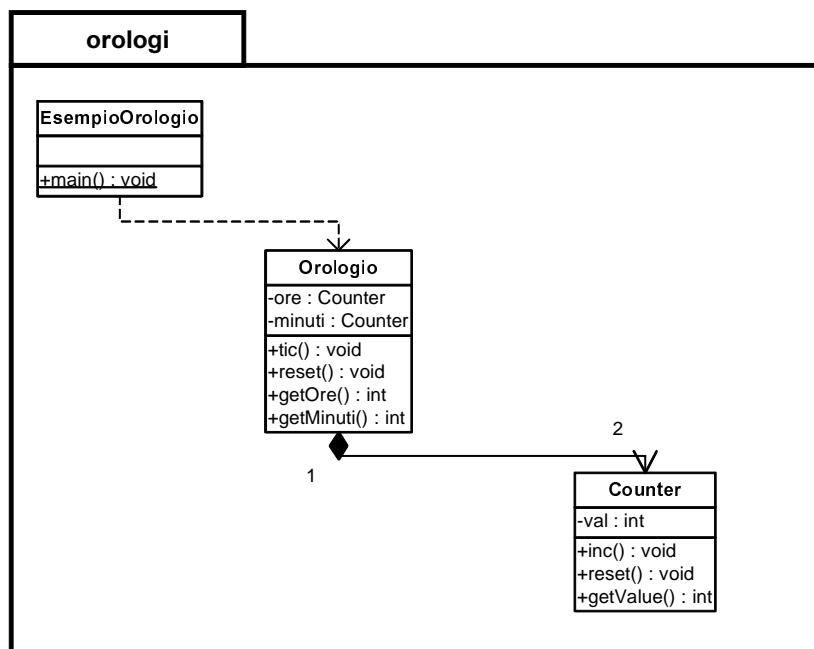 orologi
EsempioOrologio
+main() : void
Orologio
-ore : Counter
-minuti : Counter
+tic() : void
+reset() : void
+getOre() : int
+getMinuti() : int
1
2
Counter
-val : int
+inc() : void
+reset() : void
+getValue() : int